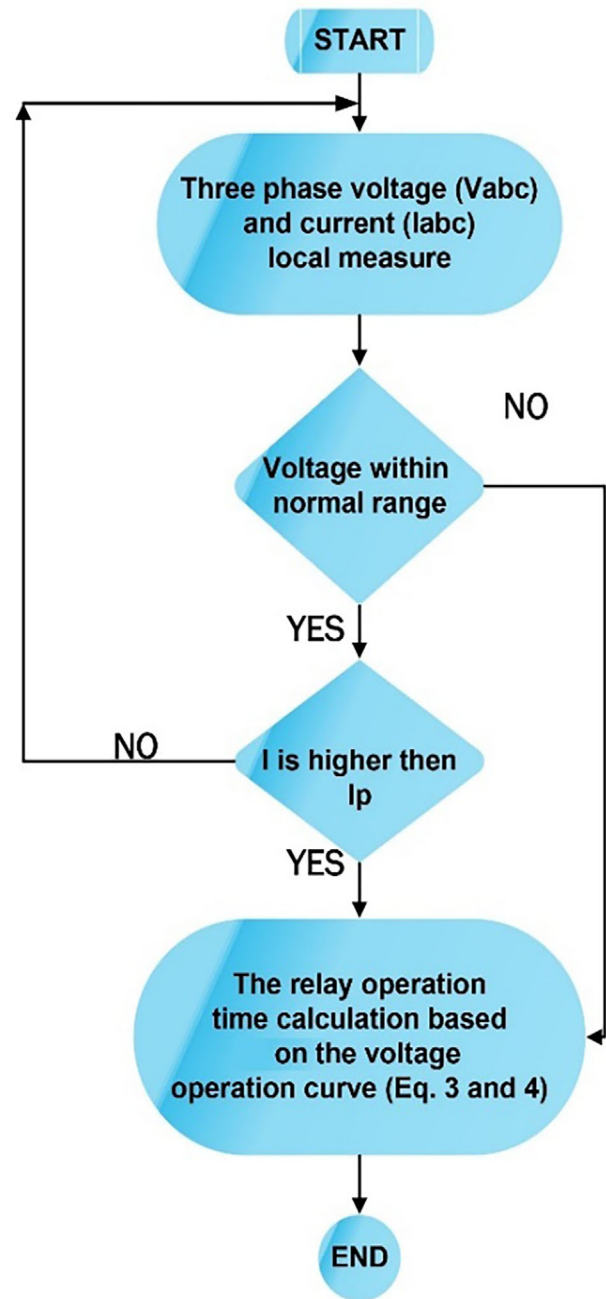 START
Three phase voltage (Vabc)
and current (Iabc)
local measure
NO
Voltage within
normal range
YES
NO
I is higher then
Ip
YES
The relay operation
time calculation based
on the voltage
operation curve (Eq. 3 and 4)
END